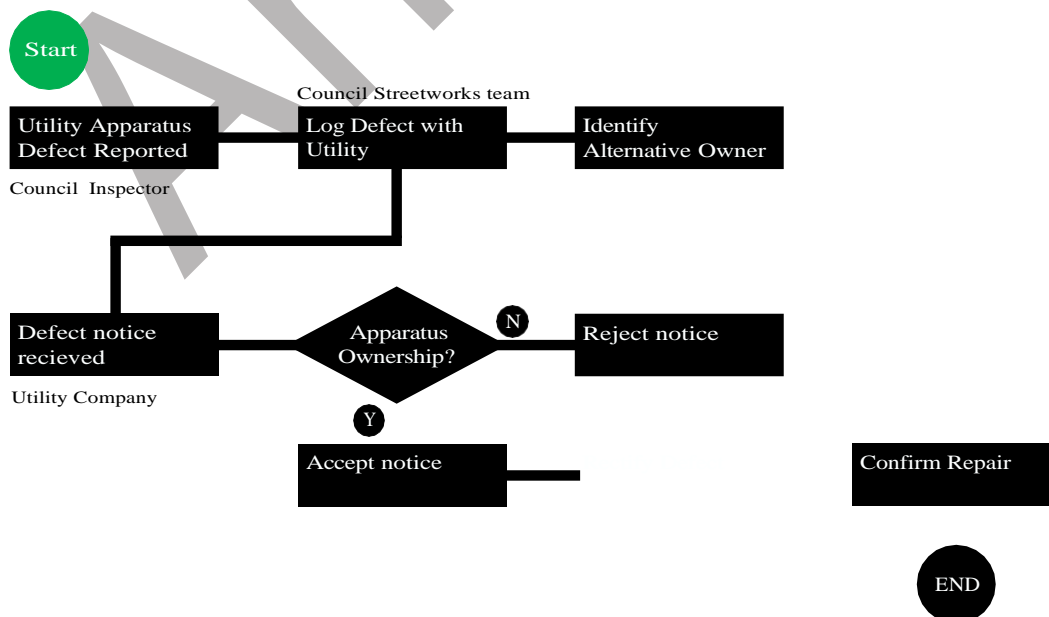 Start
Council Streetworks team
Utility Apparatus
Defect Reported
Log Defect with
Utility
Identify
Alternative Owner
Council Inspector
Defect notice
recieved
Apparatus
Ownership?
N
Reject notice
Utility Company
Y
Accept notice
Confirm Repair
END